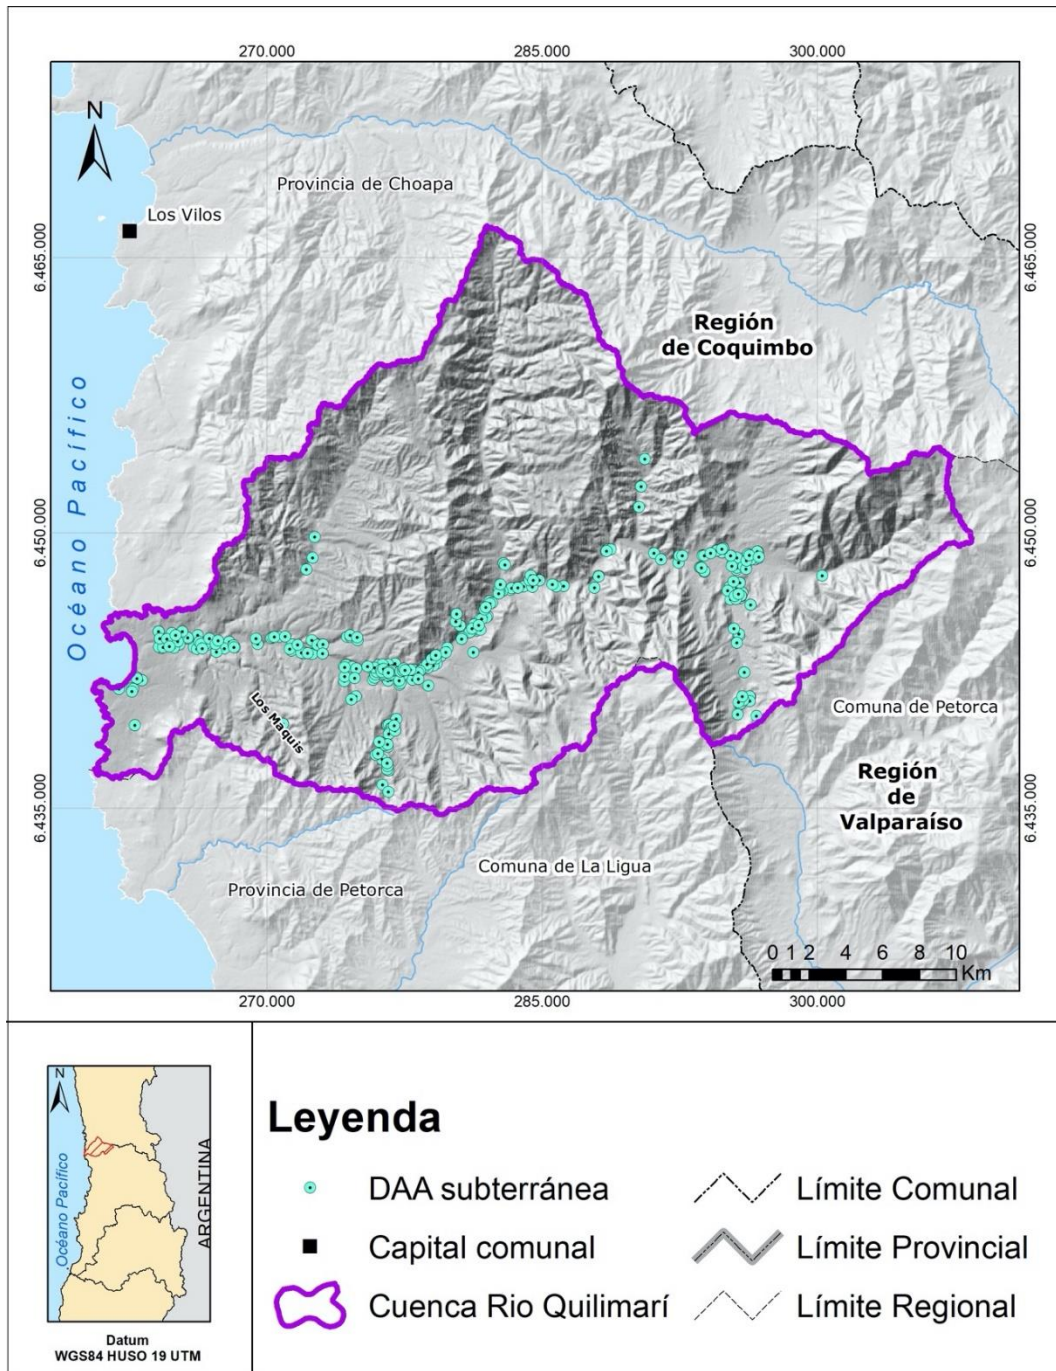 270.000
285.000
300.000
N
Provincia de Choapa
Los Vilos
6.465.000
6.465.000
Región
de Coquimbo
Océano Pacífico
6.450.000
6.450.000
Los Maquis
Comuna de Petorca
Región
de
Valparaíso
6.435.000
6.435.000
Comuna de La Ligua
Provincia de Petorca
0 1 2 4 6 8 10
Km
270.000
285.000
300.000
N
Océano Pacífico
ARGENTINA
Datum
WGS84 HUSO 19 UTM
Leyenda
DAA subterránea
Capital comunal
Cuenca Rio Quilimarí
Límite Comunal
Límite Provincial
Límite Regional